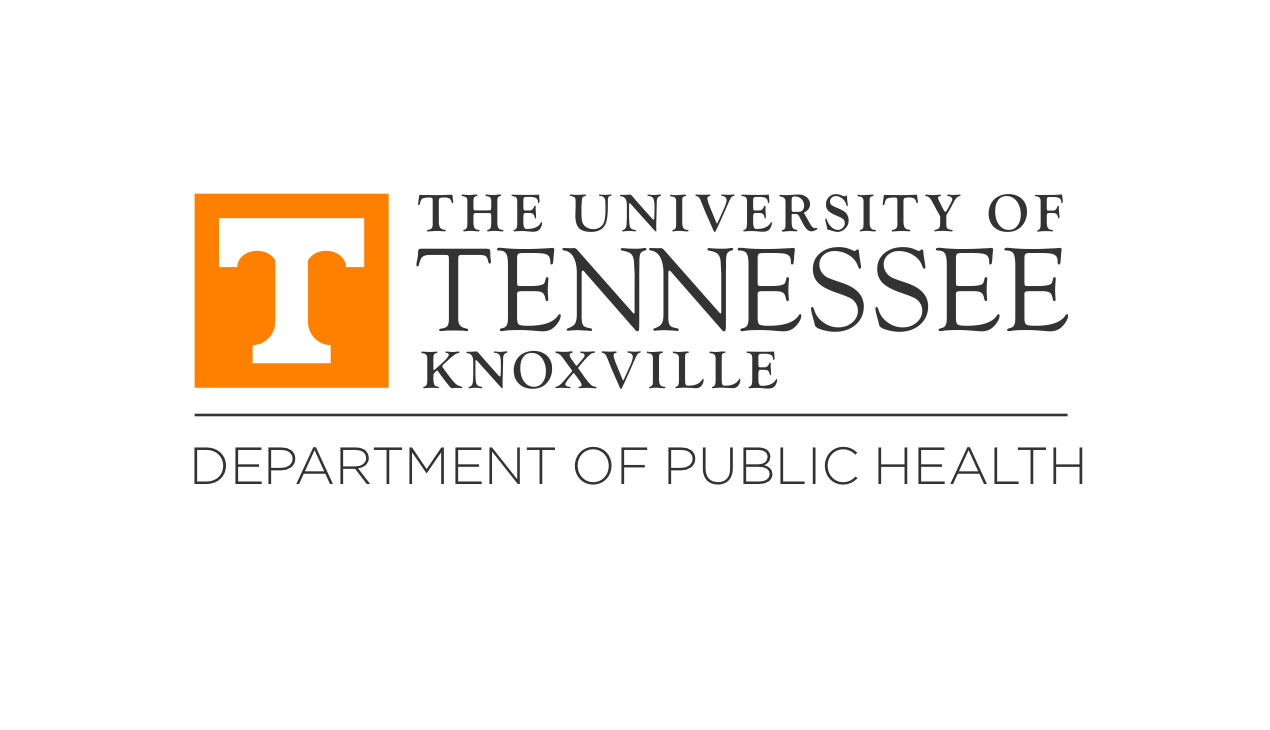 T
THE UNIVERSITY OF
TENNESSEE
KNOXVILLE
DEPARTMENT OF PUBLIC HEALTH